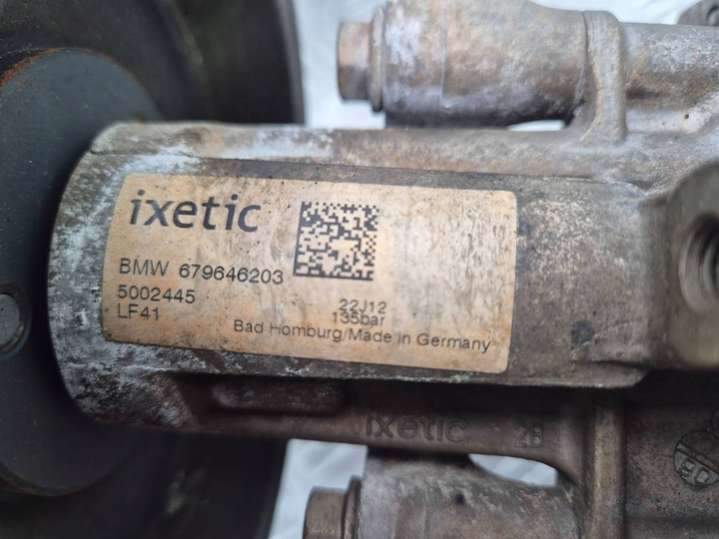 ixetic
BMW 679646203
5002445
22J12
LF41
135bar
Bad Homburg/Made in Germany
ixetic 2B